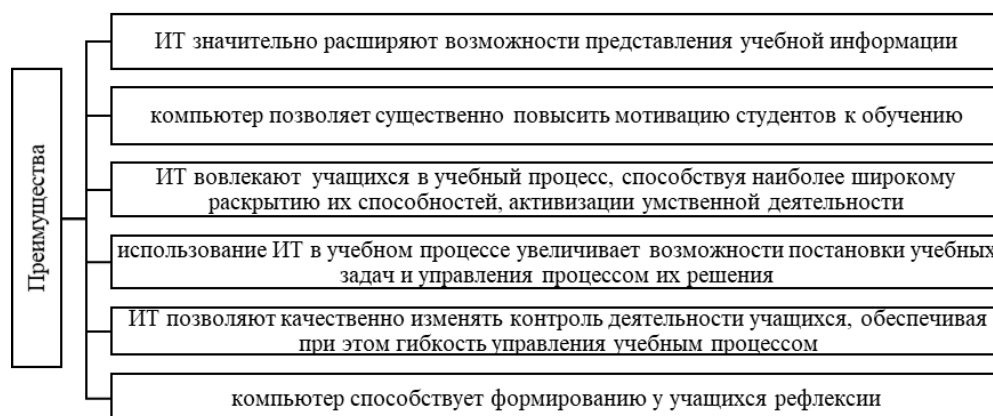 Преимущества
ИТ значительно расширяют возможности представления учебной информации
компьютер позволяет существенно повысить мотивацию студентов к обучению
ИТ вовлекают учащихся в учебный процесс, способствуя наиболее широкому
раскрытию их способностей, активизации умственной деятельности
использование ИТ в учебном процессе увеличивает возможности постановки учебных
задач и управления процессом их решения
ИТ позволяют качественно изменять контроль деятельности учащихся, обеспечивая
при этом гибкость управления учебным процессом
компьютер способствует формированию у учащихся рефлексии